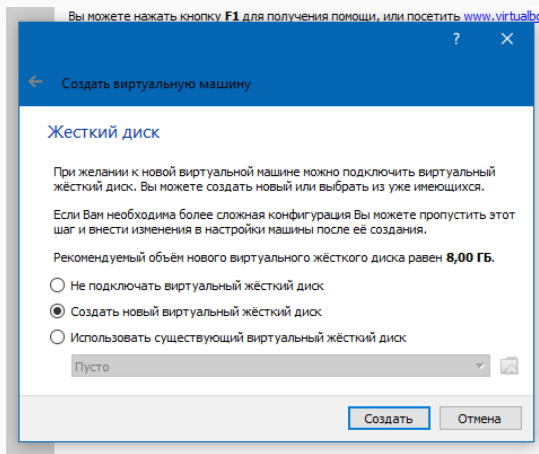 Вы можете нажать кнопку F1 для получения помощи, или посетить www.virtualbo
?
Создать виртуальную машину
Жесткий диск
При желании к новой виртуальной машине можно подключить виртуальный
жёсткий диск. Вы можете создать новый или выбрать из уже имеющихся.
Если Вам необходима более сложная конфигурация Вы можете пропустить этот
шаг и внести изменения в настройки машины после её создания.
Рекомендуемый объём нового виртуального жёсткого диска равен 8,00 ГБ.
Не подключать виртуальный жёсткий диск
Создать новый виртуальный жёсткий диск
Использовать существующий виртуальный жёсткий диск
Пусто
Создать Отмена